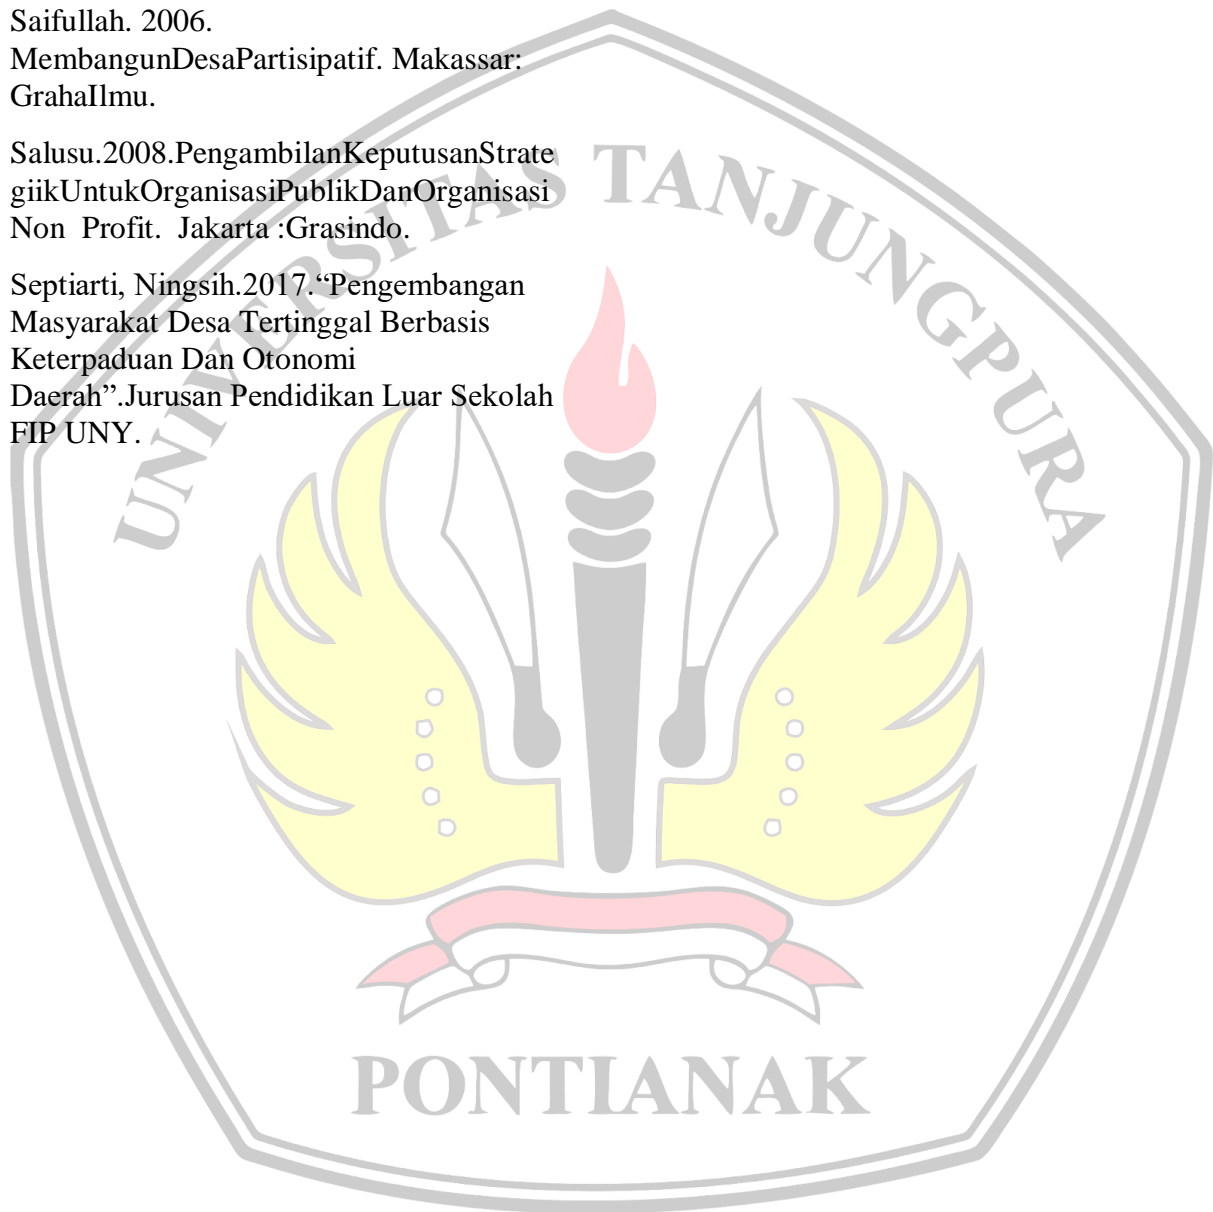 Saifullah. 2006.
MembangunDesaPartisipatif. Makassar:
GrahaIlmu.
Salusu.2008.PengambilanKeputusanStrate
giikUntukOrganisasiPublikDanOrganisasi
Non Profit. Jakarta :Grasindo.
Septiarti, Ningsih.2017.“Pengembangan
Masyarakat Desa Tertinggal Berbasis
Keterpaduan Dan Otonomi
Daerah”.Jurusan Pendidikan Luar Sekolah
FIP UNY.
UNIVERSITAS TANJUNGPURA
PONTIANAK